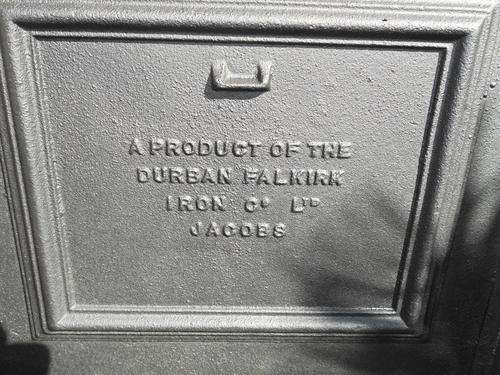 A PRODUCT OF THE
DURBAN FALKIRK
IRON Co LTD
JACOBS